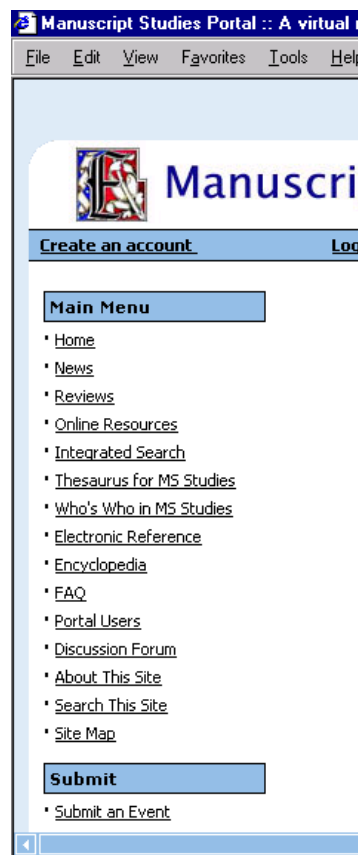 Manuscript Studies Portal :: A virtual
File Edit View Favorites Tools Help
Manuscri
Create an account Loo
Main Menu
Home
News
Reviews
Online Resources
Integrated Search
Thesaurus for MS Studies
Who's Who in MS Studies
Electronic Reference
Encyclopedia
FAQ
Portal Users
Discussion Forum
About This Site
Search This Site
Site Map
Submit
Submit an Event